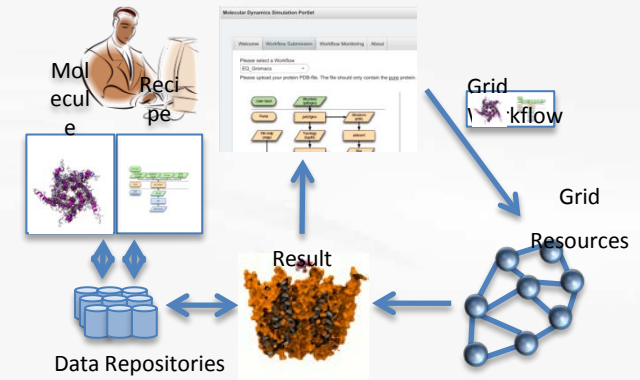 Molecular Dynamics Simulation Portlet
Welcome Workflow Submission Workflow Monitoring About
Please select a Workflow
EQ_Gromacs
Please upload your protein PDB-file. The file should only contain the pure protein
Mol
ecul
e
Reci
pe
Grid
Workflow
Grid
Resources
Result
Data Repositories